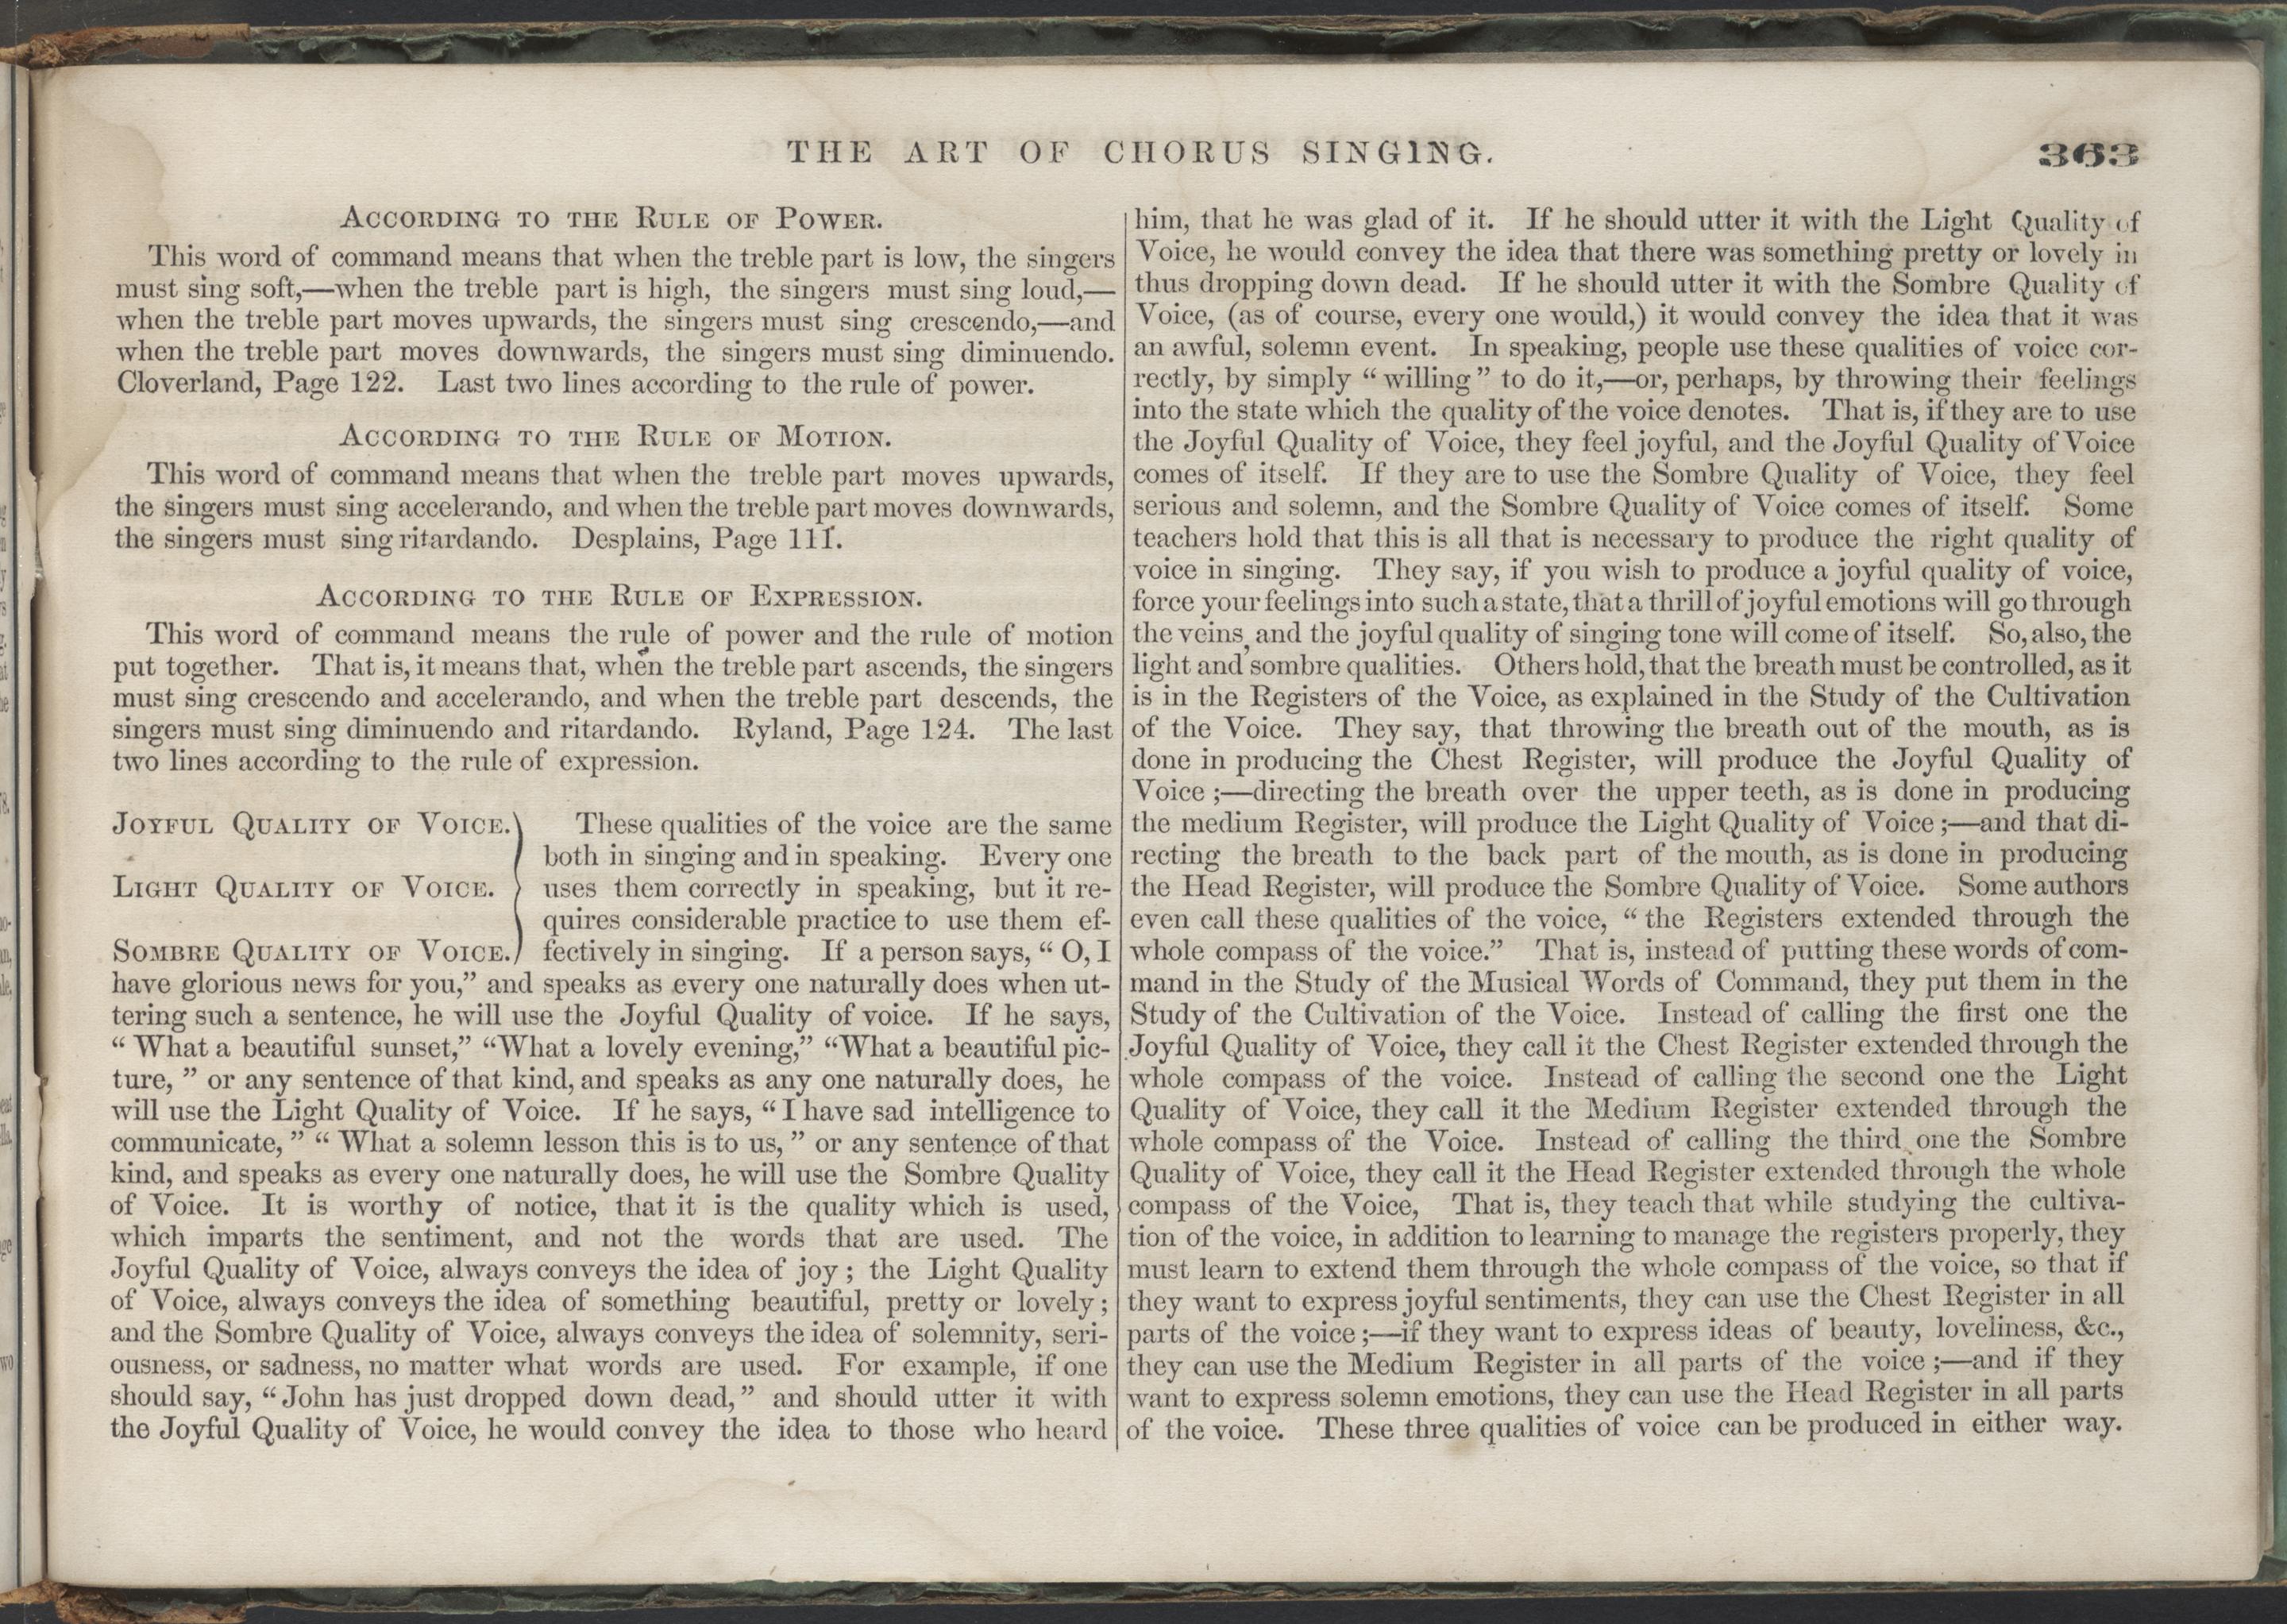 THE ART OF CHORUS SINGING.
363
ACCORDING TO THE RULE OF POWER.
This word of command means that when the treble part is low, the singers
must sing soft,—when the treble part is high, the singers must sing loud,—
when the treble part moves upwards, the singers must sing crescendo,—and
when the treble part moves downwards, the singers must sing diminuendo.
Cloverland, Page 122. Last two lines according to the rule of power.
ACCORDING TO THE RULE OF MOTION.
This word of command means that when the treble part moves upwards,
the singers must sing accelerando, and when the treble part moves downwards,
the singers must sing ritardando. Desplains, Page 111.
ACCORDING TO THE RULE OF EXPRESSION.
This word of command means the rule of power and the rule of motion
put together. That is, it means that, when the treble part ascends, the singers
must sing crescendo and accelerando, and when the treble part descends, the
singers must sing diminuendo and ritardando. Ryland, Page 124. The last
two lines according to the rule of expression.
JOYFUL QUALITY OF VOICE. These qualities of the voice are the same
both in singing and in speaking. Every one
LIGHT QUALITY OF VOICE. uses them correctly in speaking, but it re-
quires considerable practice to use them ef-
SOMBRE QUALITY OF VOICE. fectively in singing. If a person says, “ O, I
have glorious news for you,” and speaks as every one naturally does when ut-
tering such a sentence, he will use the Joyful Quality of voice. If he says,
“ What a beautiful sunset,” “What a lovely evening,” “What a beautiful pic-
ture, ” or any sentence of that kind, and speaks as any one naturally does, he
will use the Light Quality of Voice. If he says, “ I have sad intelligence to
communicate, ” “ What a solemn lesson this is to us, ” or any sentence of that
kind, and speaks as every one naturally does, he will use the Sombre Quality
of Voice. It is worthy of notice, that it is the quality which is used,
which imparts the sentiment, and not the words that are used. The
Joyful Quality of Voice, always conveys the idea of joy ; the Light Quality
of Voice, always conveys the idea of something beautiful, pretty or lovely ;
and the Sombre Quality of Voice, always conveys the idea of solemnity, seri-
ousness, or sadness, no matter what words are used. For example, if one
should say, “ John has just dropped down dead, ” and should utter it with
the Joyful Quality of Voice, he would convey the idea to those who heard
him, that he was glad of it. If he should utter it with the Light Quality of
Voice, he would convey the idea that there was something pretty or lovely in
thus dropping down dead. If he should utter it with the Sombre Quality of
Voice, (as of course, every one would,) it would convey the idea that it was
an awful, solemn event. In speaking, people use these qualities of voice cor-
rectly, by simply “ willing ” to do it,—or, perhaps, by throwing their feelings
into the state which the quality of the voice denotes. That is, if they are to use
the Joyful Quality of Voice, they feel joyful, and the Joyful Quality of Voice
comes of itself. If they are to use the Sombre Quality of Voice, they feel
serious and solemn, and the Sombre Quality of Voice comes of itself. Some
teachers hold that this is all that is necessary to produce the right quality of
voice in singing. They say, if you wish to produce a joyful quality of voice,
force your feelings into such a state, that a thrill of joyful emotions will go through
the veins, and the joyful quality of singing tone will come of itself. So, also, the
light and sombre qualities. Others hold, that the breath must be controlled, as it
is in the Registers of the Voice, as explained in the Study of the Cultivation
of the Voice. They say, that throwing the breath out of the mouth, as is
done in producing the Chest Register, will produce the Joyful Quality of
Voice ;—directing the breath over the upper teeth, as is done in producing
the medium Register, will produce the Light Quality of Voice ;—and that di-
recting the breath to the back part of the mouth, as is done in producing
the Head Register, will produce the Sombre Quality of Voice. Some authors
even call these qualities of the voice, “ the Registers extended through the
whole compass of the voice.” That is, instead of putting these words of com-
mand in the Study of the Musical Words of Command, they put them in the
Study of the Cultivation of the Voice. Instead of calling the first one the
Joyful Quality of Voice, they call it the Chest Register extended through the
whole compass of the voice. Instead of calling the second one the Light
Quality of Voice, they call it the Medium Register extended through the
whole compass of the Voice. Instead of calling the third one the Sombre
Quality of Voice, they call it the Head Register extended through the whole
compass of the Voice, That is, they teach that while studying the cultiva-
tion of the voice, in addition to learning to manage the registers properly, they
must learn to extend them through the whole compass of the voice, so that if
they want to express joyful sentiments, they can use the Chest Register in all
parts of the voice ;—if they want to express ideas of beauty, loveliness, &c.,
they can use the Medium Register in all parts of the voice ;—and if they
want to express solemn emotions, they can use the Head Register in all parts
of the voice. These three qualities of voice can be produced in either way.